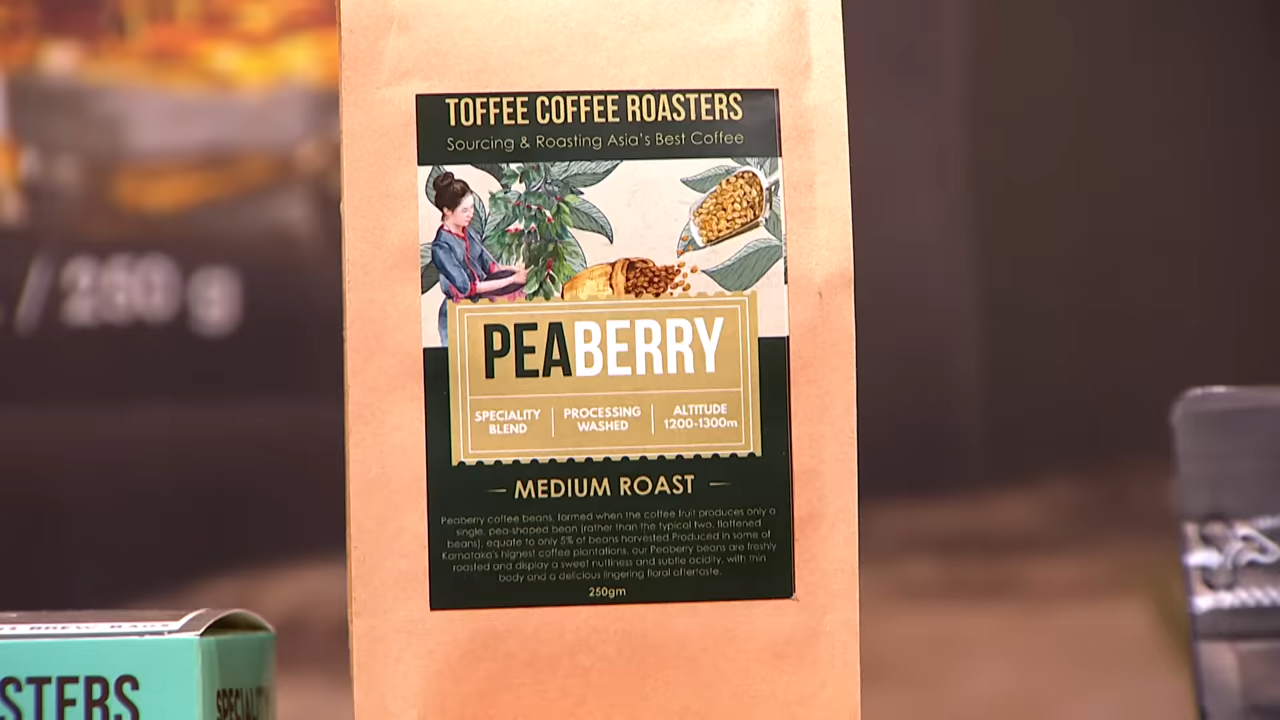 TOFFEE COFFEE ROASTERS
Sourcing & Roasting Asia's Best Coffee
PEABERRY
SPECIALITY BLEND
PROCESSING WASHED
ALTITUDE 1200-1300m
MEDIUM ROAST
Peaberry coffee beans, formed when the coffee fruit produces only a
single, pea-shaped bean (rather than the typical two, flattened
beans), equate to only 5% of beans harvested.Produced in some of
Karnataka's highest coffee plantations, our Peaberry beans are freshly
roasted and display a sweet nuttiness and subtle acidity, with thin
body and a delicious lingering floral aftertaste.
250gm
/ 250 g
BREW BAGS
STERS
SPECIALITY